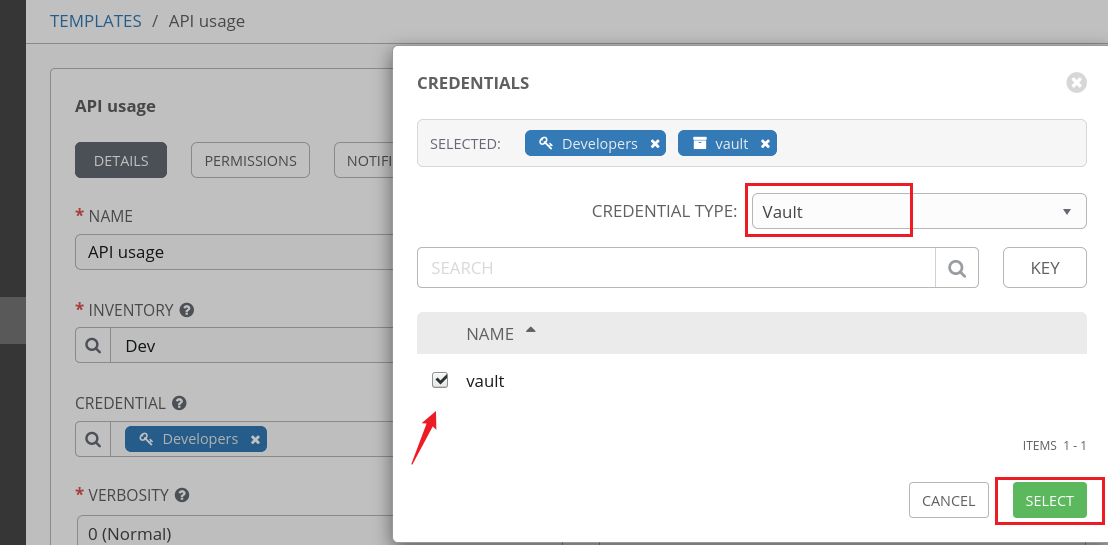 TEMPLATES / API usage
API usage
DETAILS
PERMISSIONS
NOTIFI
* NAME
API usage
* INVENTORY
Dev
CREDENTIAL
Developers
* VERBOSITY
0 (Normal)
CREDENTIALS
SELECTED: Developers vault
CREDENTIAL TYPE: Vault
SEARCH
KEY
NAME
vault
ITEMS 1 - 1
CANCEL
SELECT